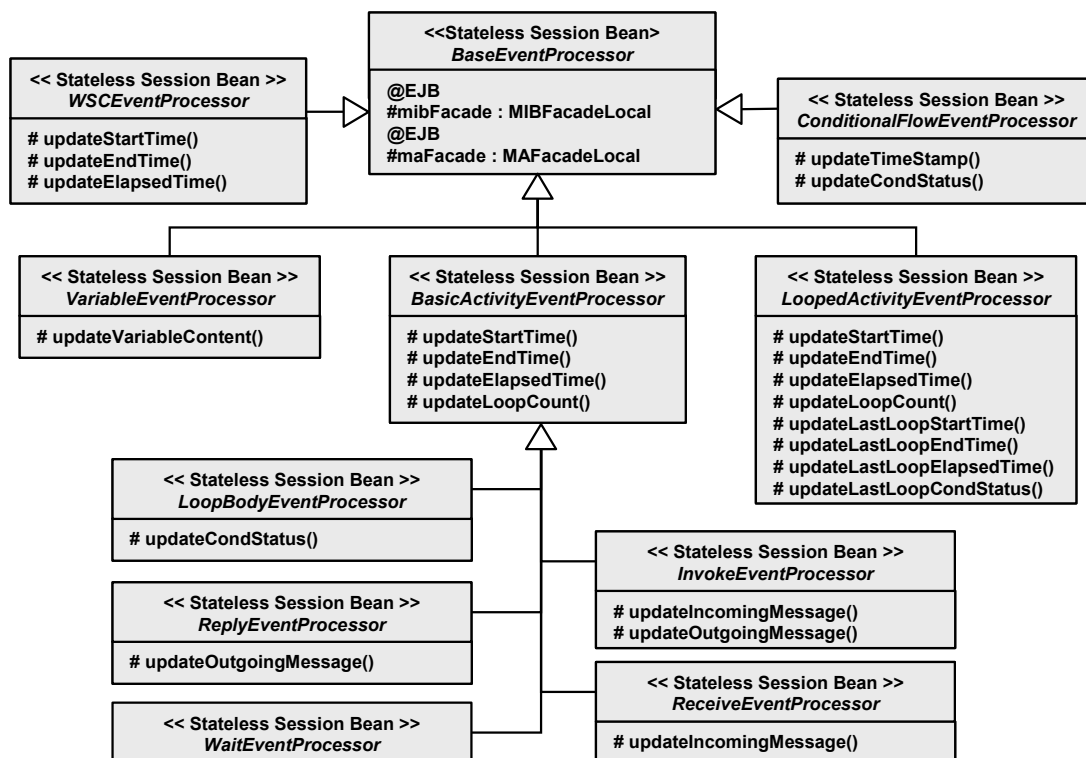 <<Stateless Session Bean>
BaseEventProcessor
@EJB
#mibFacade : MIBFacadeLocal
@EJB
#maFacade : MAFacadeLocal
<< Stateless Session Bean >>
WSCEventProcessor
# updateStartTime()
# updateEndTime()
# updateElapsedTime()
<< Stateless Session Bean >>
ConditionalFlowEventProcessor
# updateTimeStamp()
# updateCondStatus()
<< Stateless Session Bean >>
VariableEventProcessor
# updateVariableContent()
<< Stateless Session Bean >>
BasicActivityEventProcessor
# updateStartTime()
# updateEndTime()
# updateElapsedTime()
# updateLoopCount()
<< Stateless Session Bean >>
LoopedActivityEventProcessor
# updateStartTime()
# updateEndTime()
# updateElapsedTime()
# updateLoopCount()
# updateLastLoopStartTime()
# updateLastLoopEndTime()
# updateLastLoopElapsedTime()
# updateLastLoopCondStatus()
<< Stateless Session Bean >>
LoopBodyEventProcessor
# updateCondStatus()
<< Stateless Session Bean >>
InvokeEventProcessor
# updateIncomingMessage()
# updateOutgoingMessage()
<< Stateless Session Bean >>
ReplyEventProcessor
# updateOutgoingMessage()
<< Stateless Session Bean >>
ReceiveEventProcessor
# updateIncomingMessage()
<< Stateless Session Bean >>
WaitEventProcessor